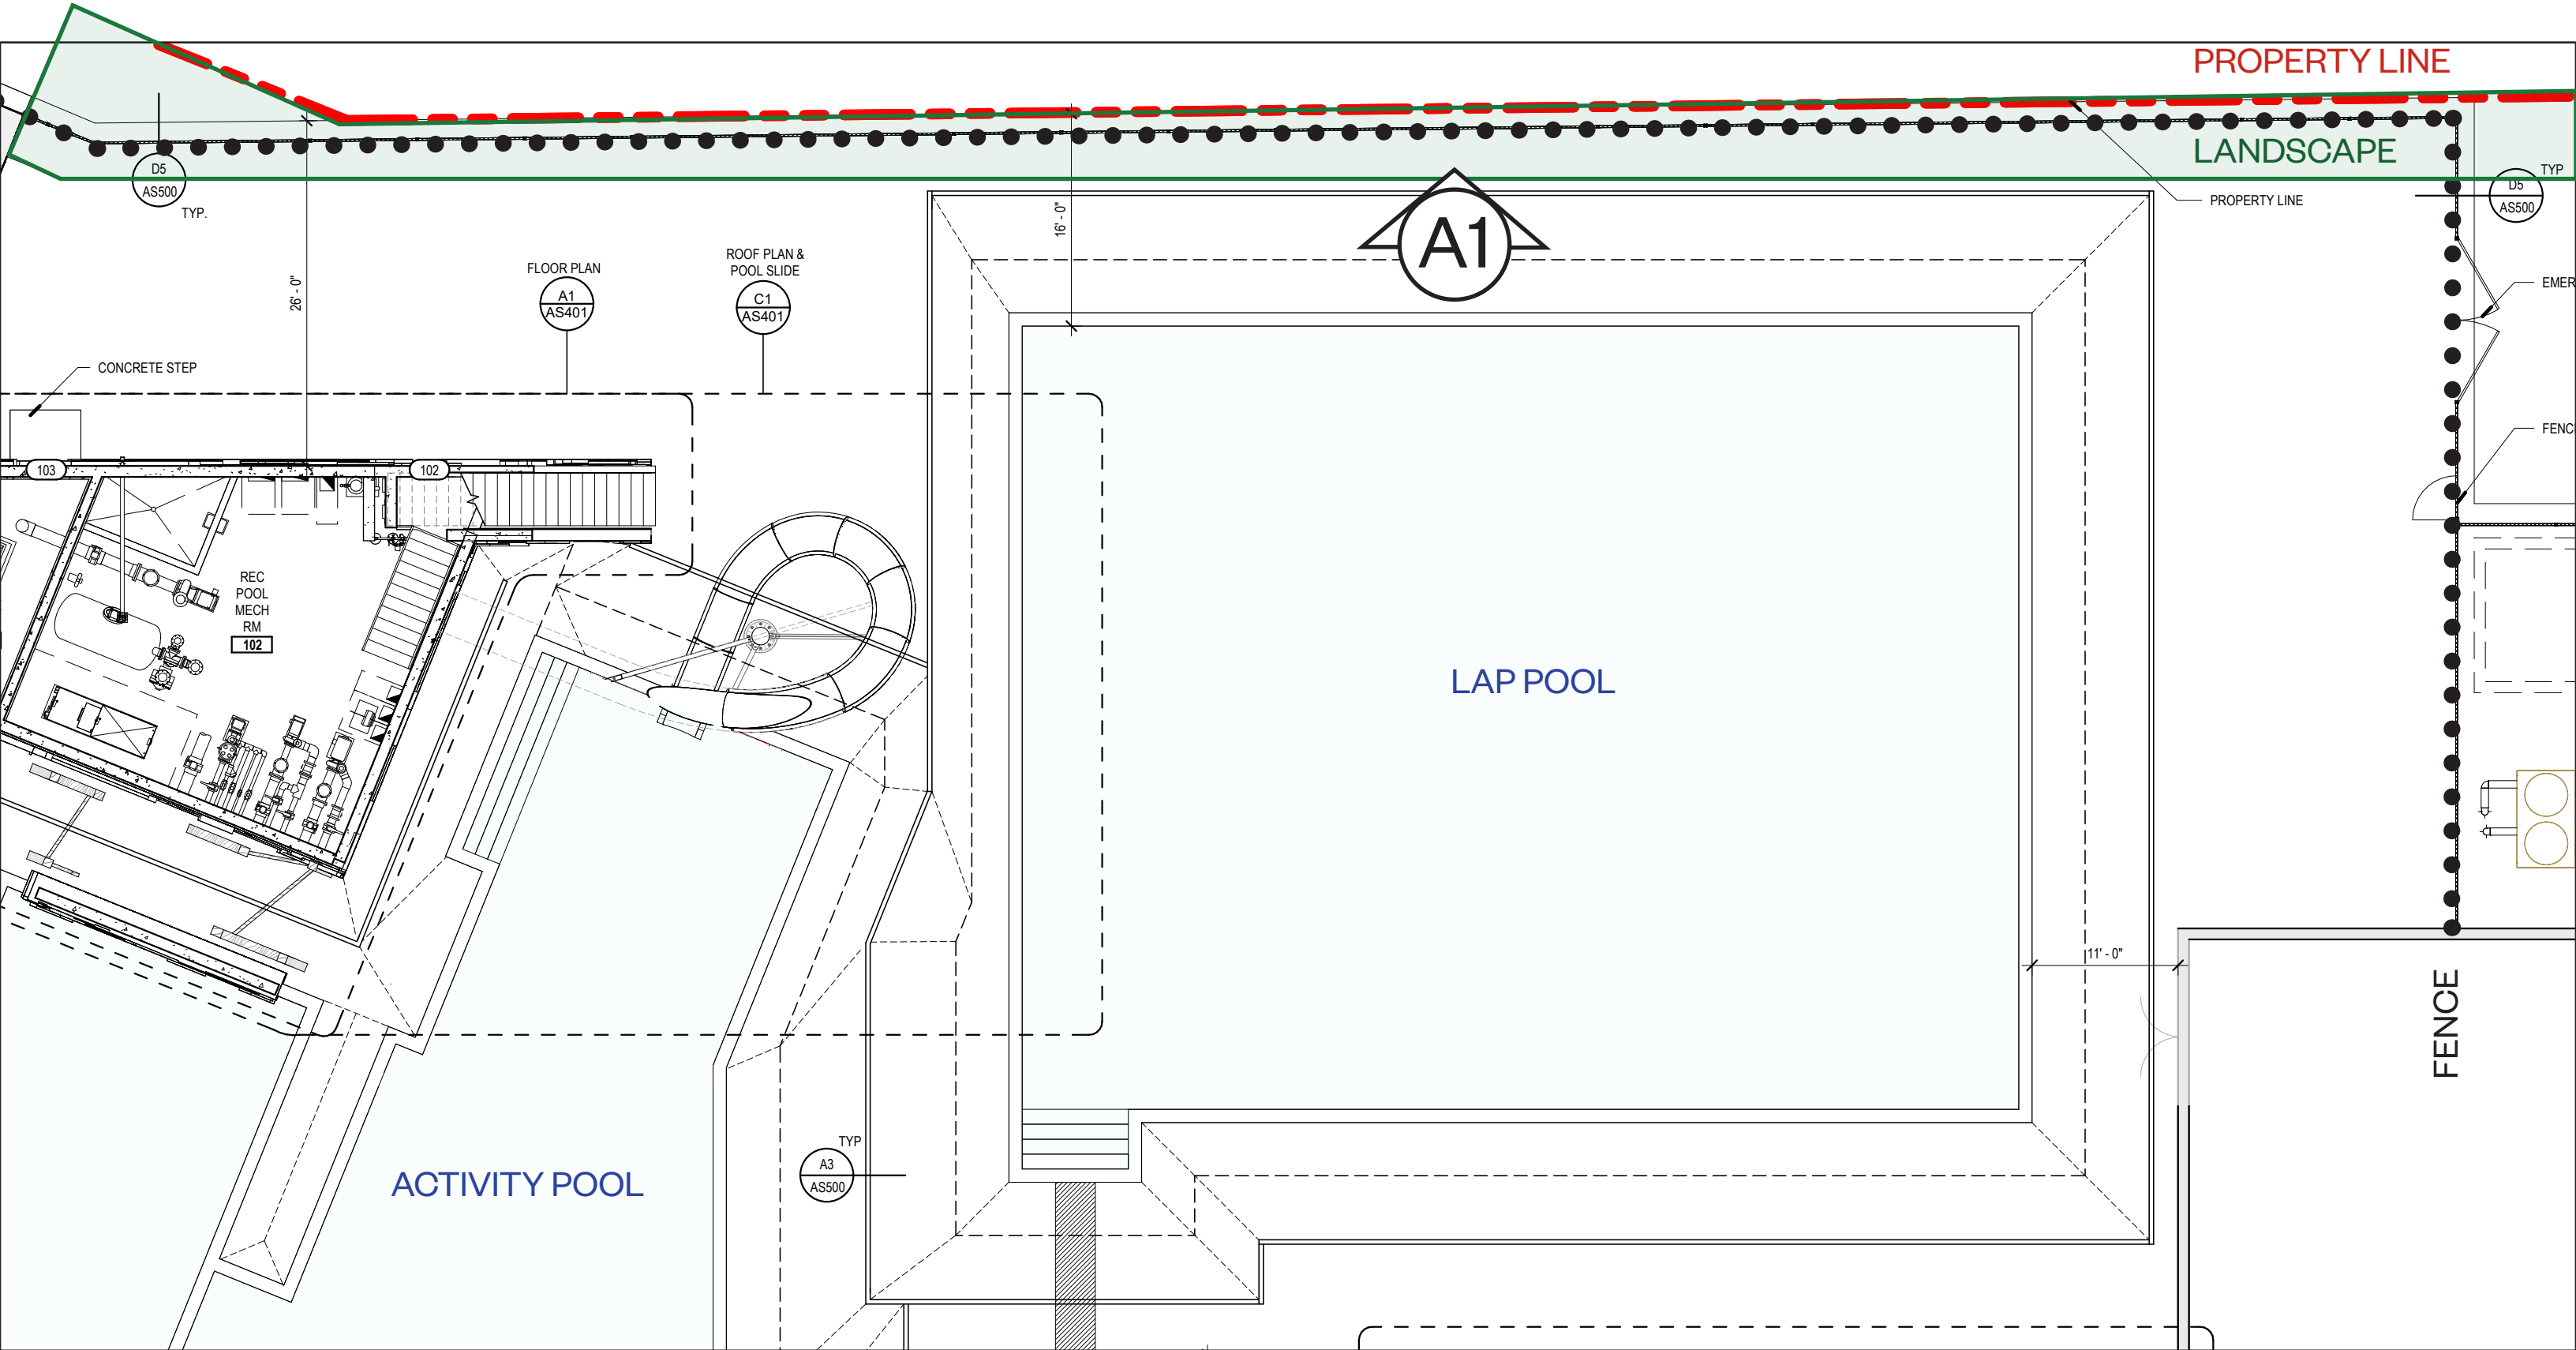 PROPERTY LINE
LANDSCAPE
D5
AS500
TYP.
TYP
D5
AS500
PROPERTY LINE
16' - 0"
A1
26' - 0"
FLOOR PLAN
A1
AS401
ROOF PLAN &
POOL SLIDE
C1
AS401
EMER
CONCRETE STEP
FENC
103
102
REC
POOL
MECH
RM
102
LAP POOL
11' - 0"
FENCE
TYP
A3
AS500
ACTIVITY POOL